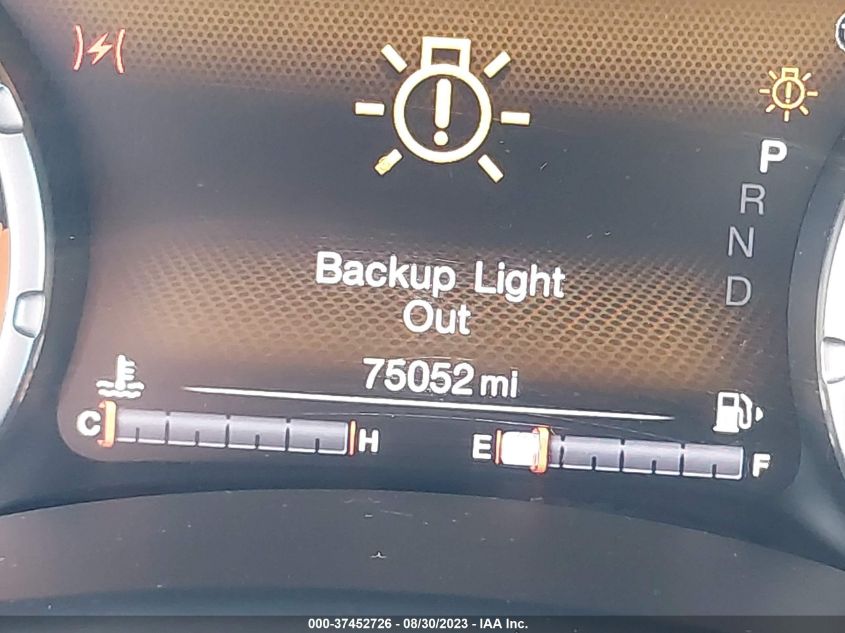 P
R
N
D
Backup Light
Out
75052 mi
C H E F
000-37452726 - 08/30/2023 - IAA Inc.